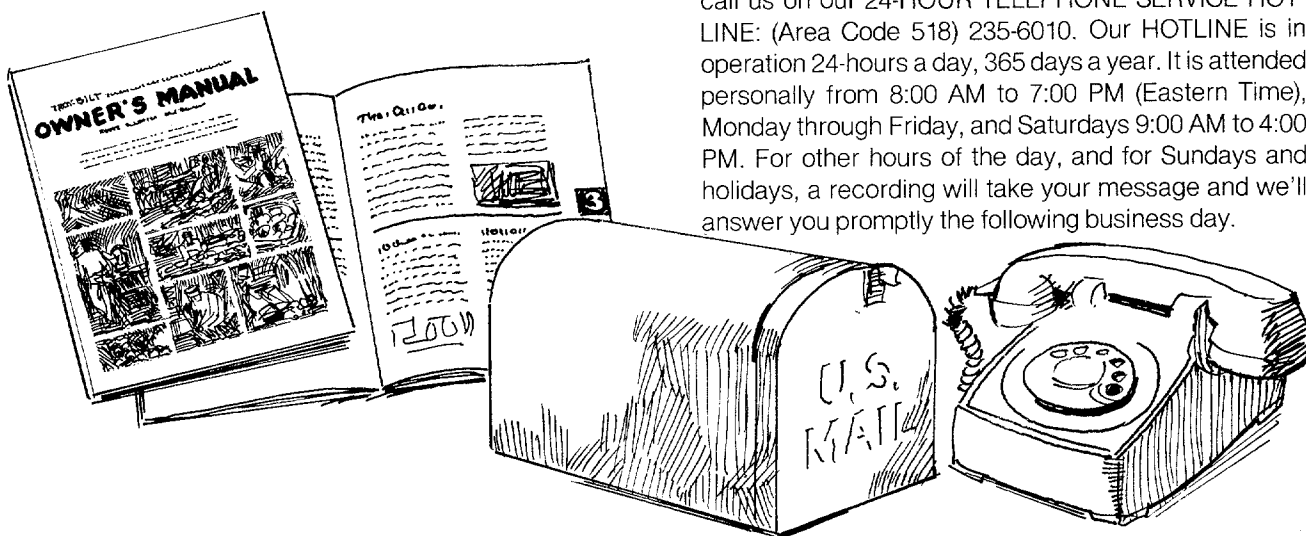 call us on our 24-HOUR TELEPHONE SERVICE HOT-
LINE: (Area Code 518) 235-6010. Our HOTLINE is in
operation 24-hours a day, 365 days a year. It is attended
personally from 8:00 AM to 7:00 PM (Eastern Time),
Monday through Friday, and Saturdays 9:00 AM to 4:00
PM. For other hours of the day, and for Sundays and
holidays, a recording will take your message and we'll
answer you promptly the following business day.
TROY-BILT
OWNER'S MANUAL
3
U.S.
MAIL